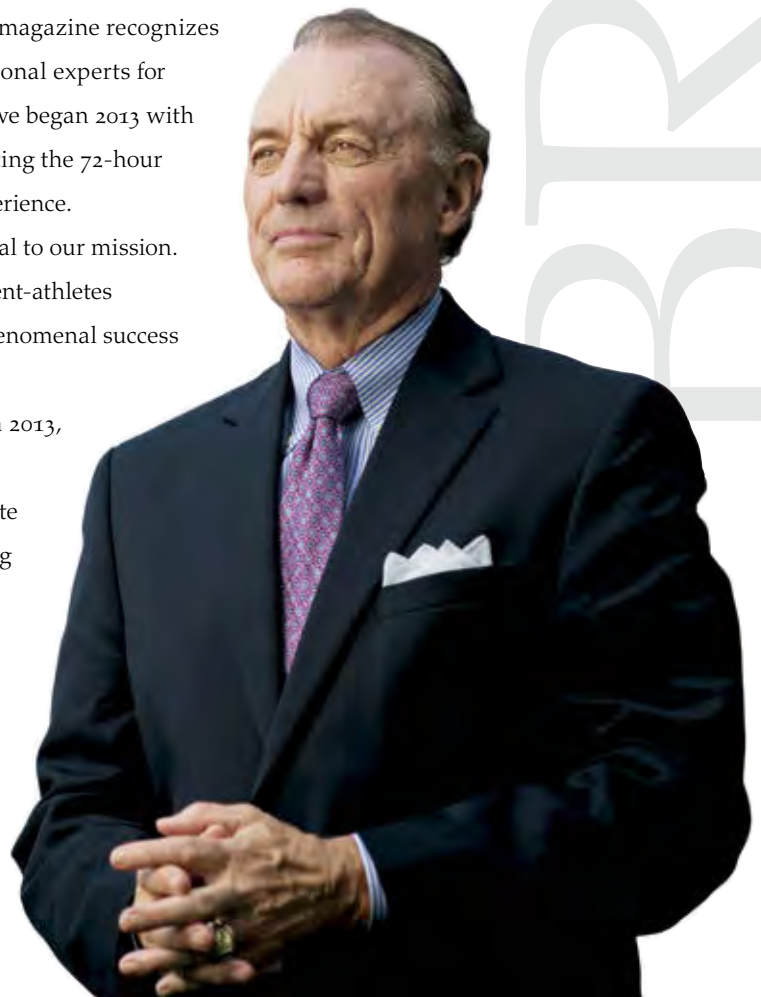 magazine recognizes
onal experts for
we began 2013 with
ing the 72-hour
erience.
al to our mission.
ent-athletes
enomenal success
2013,
te
g
BR